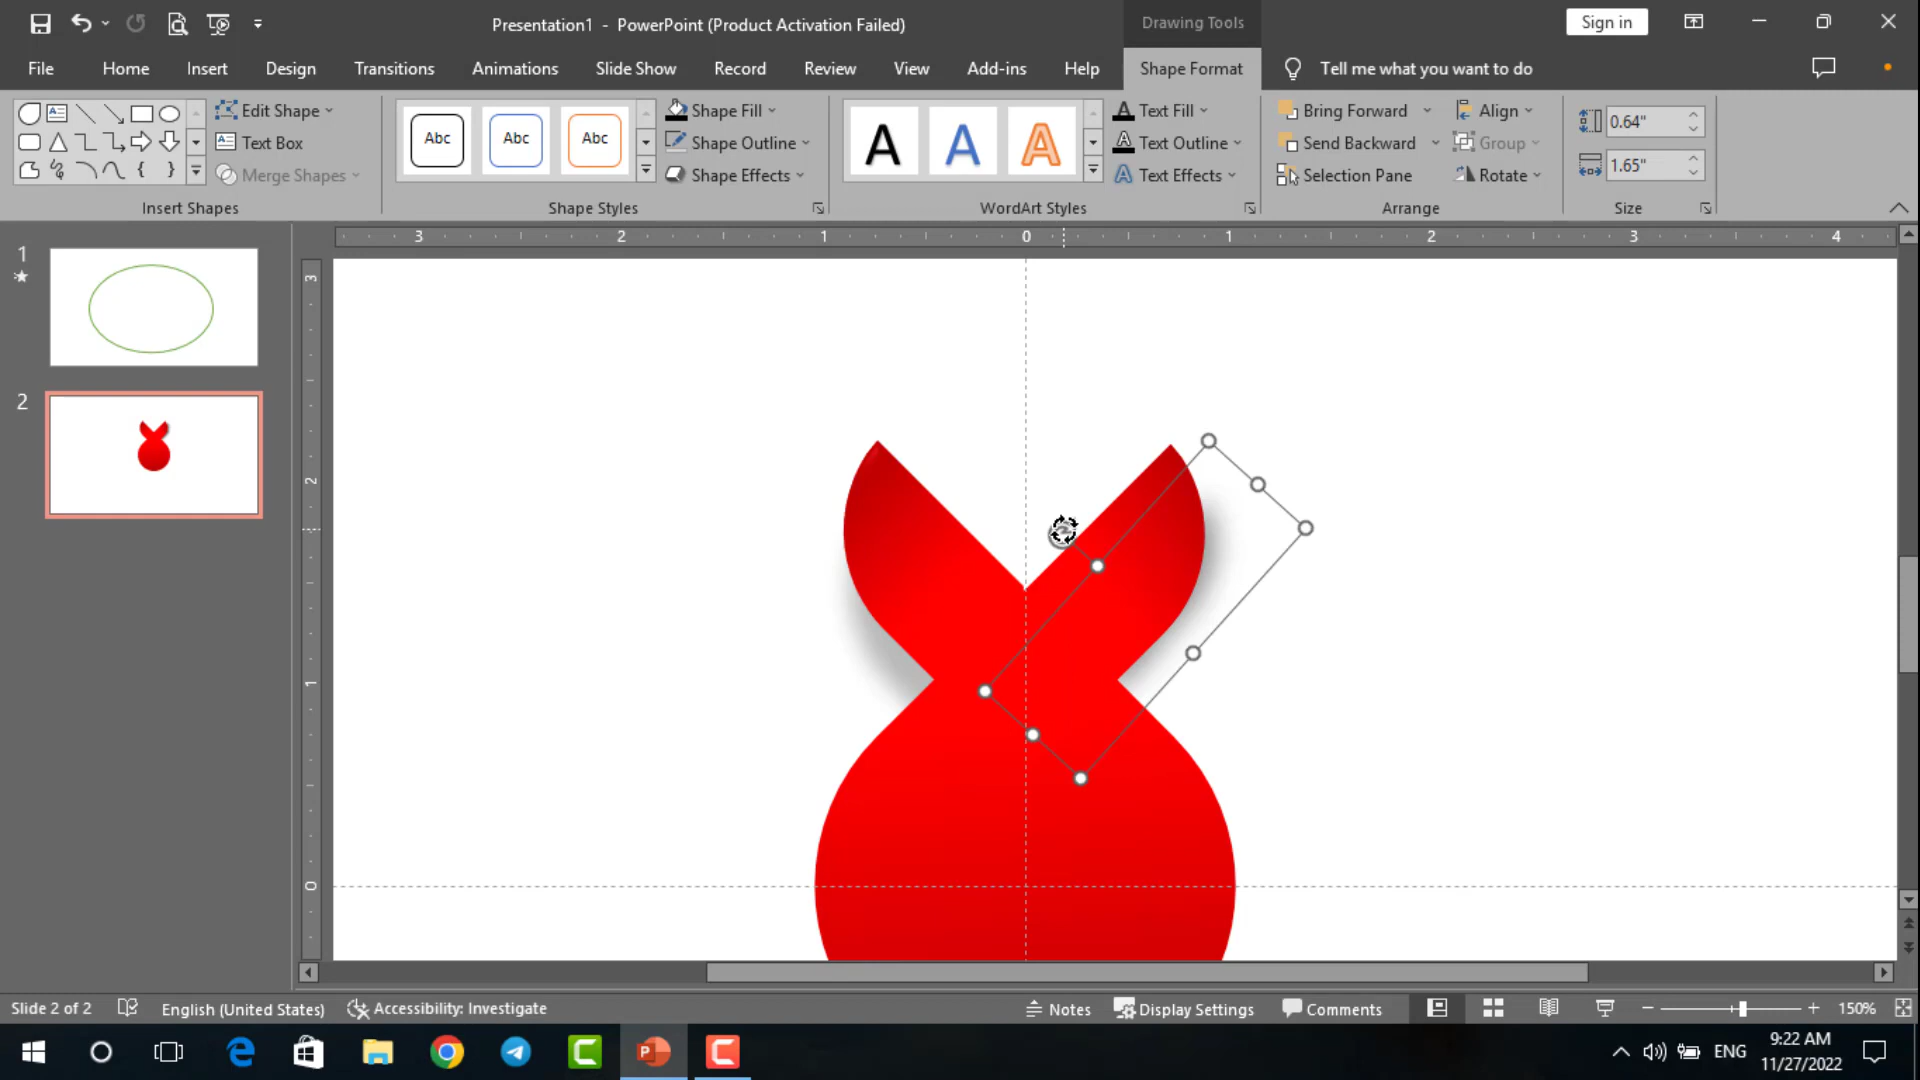 Presentation1 - PowerPoint (Product Activation Failed)
Drawing Tools
Sign in
File Home Insert Design Transitions Animations Slide Show Record Review View Add-ins Help Shape Format Tell me what you want to do
Edit Shape
Text Box
Merge Shapes
Insert Shapes
Abc Abc Abc
Shape Fill
Shape Outline
Shape Effects
Shape Styles
A A A
Text Fill
Text Outline
Text Effects
WordArt Styles
Bring Forward
Send Backward
Selection Pane
Align
Group
Rotate
Arrange
0.64"
1.65"
Size
3 2 1 0 1 2 3 4
3
2
1
0
1
2
Slide 2 of 2
English (United States)
Accessibility: Investigate
Notes
Display Settings
Comments
150%
ENG
9:22 AM
11/27/2022